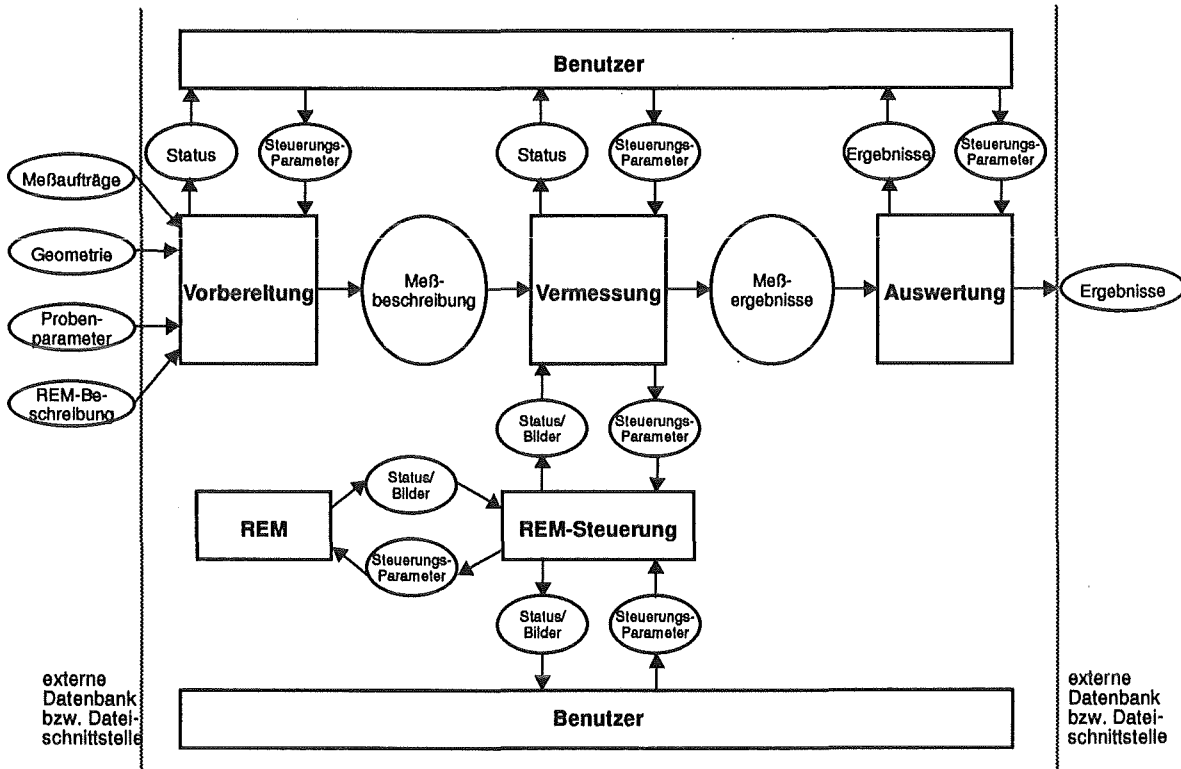 Benutzer
Status
Steuerungs-
Parameter
Status
Steuerungs-
Parameter
Ergebnisse
Steuerungs-
Parameter
Meßaufträge
Geometrie
Proben-
parameter
REM-Be-
schreibung
Vorbereitung
Meß-
beschreibung
Vermessung
Meß-
ergebnisse
Auswertung
Ergebnisse
Status/
Bilder
Steuerungs-
Parameter
Status/
Bilder
REM
REM-Steuerung
Steuerungs-
Parameter
Status/
Bilder
Steuerungs-
Parameter
externe
Datenbank
bzw. Datei-
schnittstelle
Benutzer
externe
Datenbank
bzw. Datei-
schnittstelle